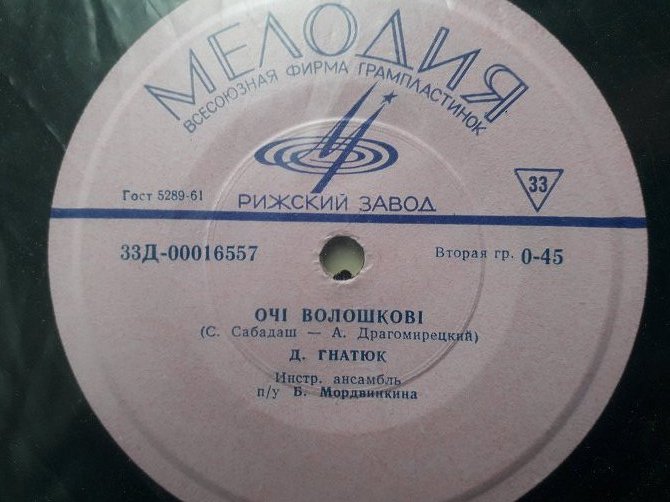 МЕЛОДИЯ
ВСЕСОЮЗНАЯ ФИРМА ГРАМПЛАСТИНОК
Гост 5289-61
РИЖСКИЙ ЗАВОД
33
33Д-00016557
Вторая гр. 0-45
ОЧІ ВОЛОШКОВІ
(С. Сабадаш — А. Драгомирецкий)
Д. ГНАТЮК
Инстр. ансамбль
п/у Б. Мордвинкина